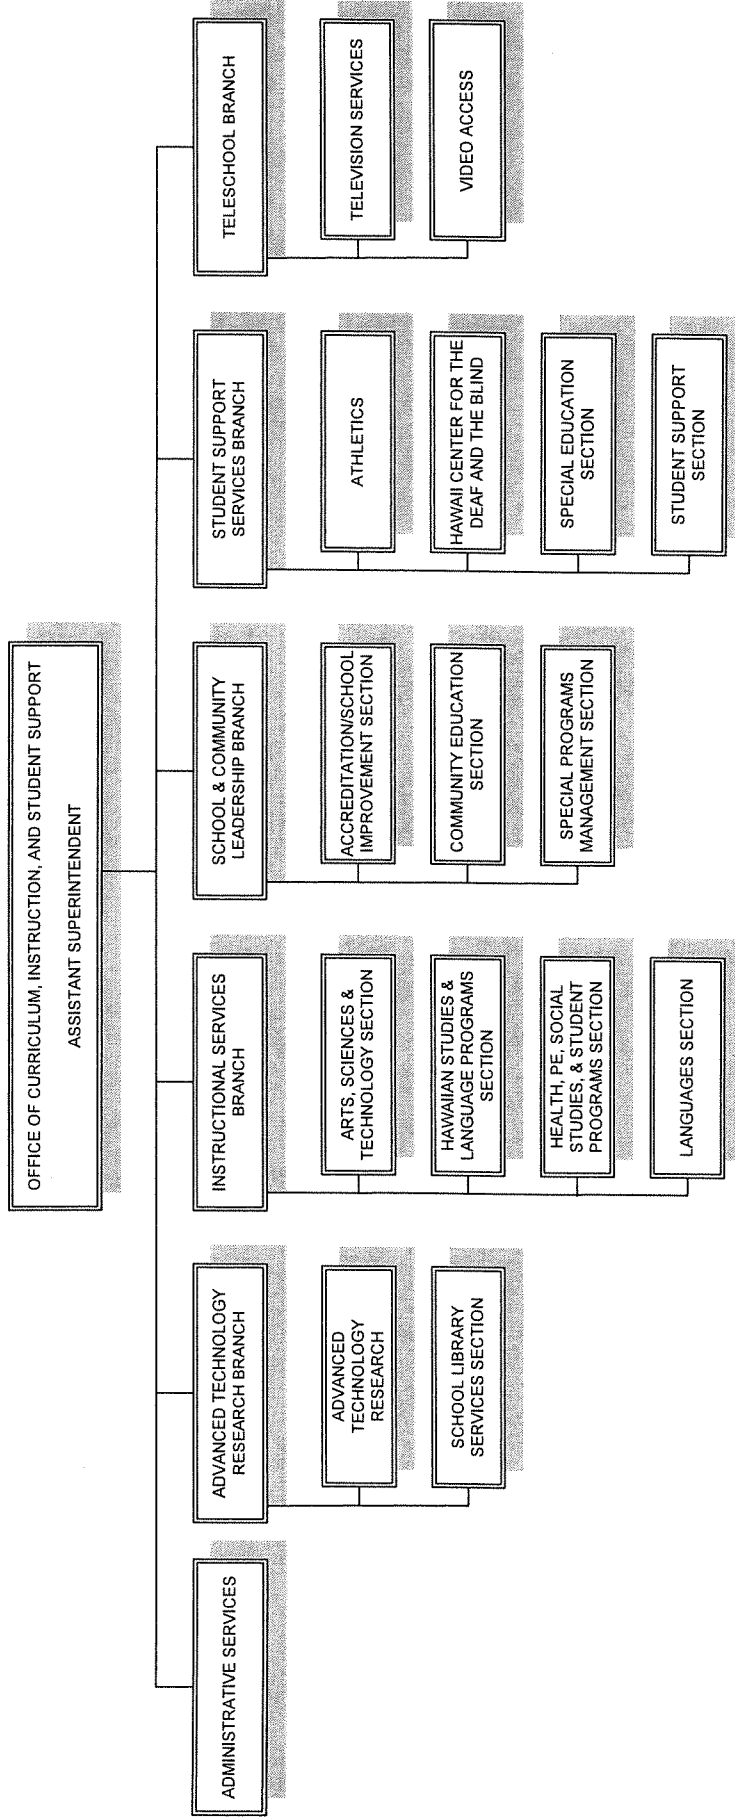 OFFICE OF CURRICULUM, INSTRUCTION, AND STUDENT SUPPORT
ASSISTANT SUPERINTENDENT
ADMINISTRATIVE SERVICES
ADVANCED TECHNOLOGY
RESEARCH BRANCH
ADVANCED
TECHNOLOGY
RESEARCH
SCHOOL LIBRARY
SERVICES SECTION
INSTRUCTIONAL SERVICES
BRANCH
ARTS, SCIENCES &
TECHNOLOGY SECTION
HAWAIIAN STUDIES &
LANGUAGE PROGRAMS
SECTION
HEALTH, PE, SOCIAL
STUDIES, & STUDENT
PROGRAMS SECTION
LANGUAGES SECTION
SCHOOL & COMMUNITY
LEADERSHIP BRANCH
ACCREDITATION/SCHOOL
IMPROVEMENT SECTION
COMMUNITY EDUCATION
SECTION
SPECIAL PROGRAMS
MANAGEMENT SECTION
STUDENT SUPPORT
SERVICES BRANCH
ATHLETICS
HAWAII CENTER FOR THE
DEAF AND THE BLIND
SPECIAL EDUCATION
SECTION
STUDENT SUPPORT
SECTION
TELESCHOOL BRANCH
TELEVISION SERVICES
VIDEO ACCESS